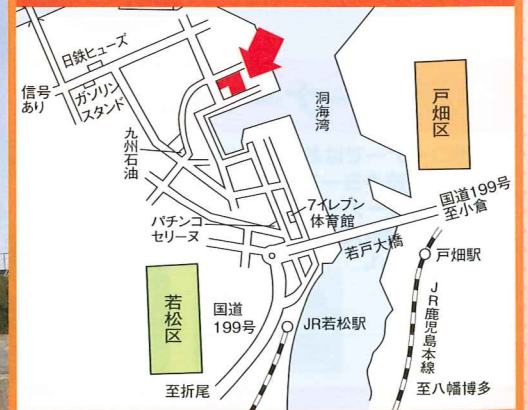 日鉄ヒューズ
信号
あり
ガソリン
スタンド
九州石油
洞海湾
戸畑区
7イレブン
体育館
国道199号
至小倉
パチンコ
セリーヌ
若戸大橋
戸畑駅
若松区
国道
199号
JR若松駅
JR鹿児島本線
至折尾
至八幡博多